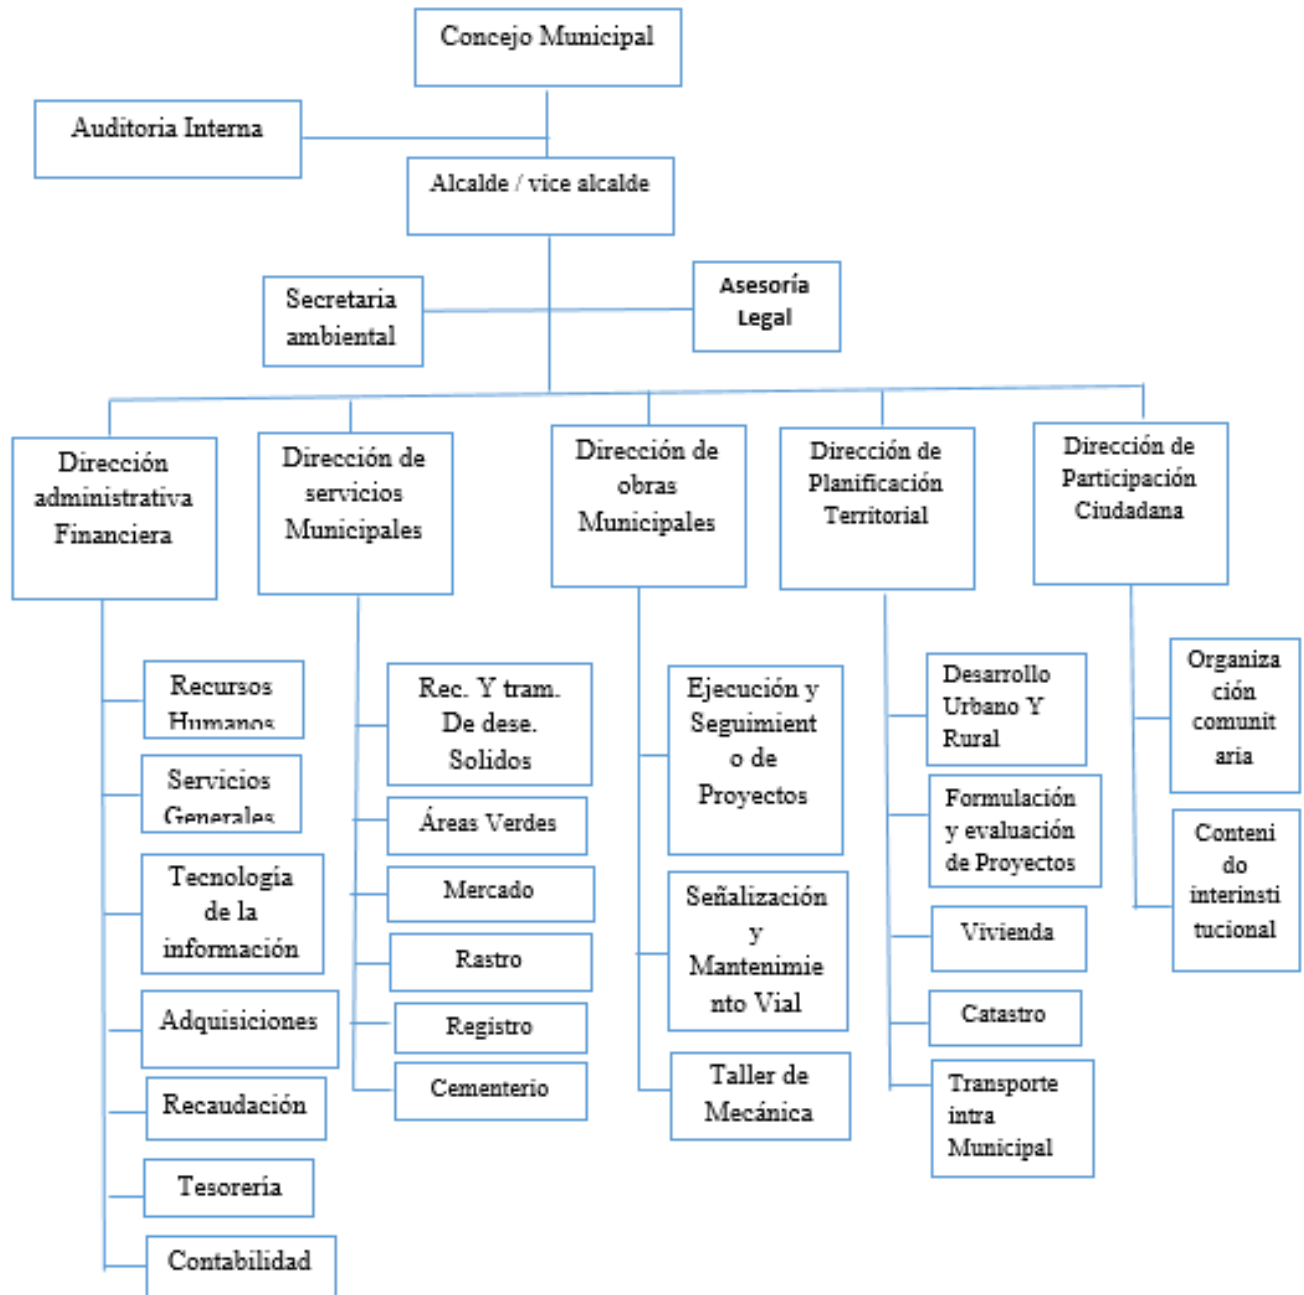 Concejo Municipal
Auditoria Interna
Alcalde / vice alcalde
Secretaria
ambiental
Asesoría
Legal
Dirección
administrativa
Financiera
Dirección de
servicios
Municipales
Dirección de
obras
Municipales
Dirección de
Planificación
Territorial
Dirección de
Participación
Ciudadana
Recursos
Humanos
Servicios
Generales
Tecnología
de la
información
Adquisiciones
Recaudación
Tesorería
Contabilidad
Rec. Y tram.
De dese.
Solidos
Áreas Verdes
Mercado
Rastro
Registro
Cementerio
Ejecución y
Seguimient
o de
Proyectos
Señalización
y
Mantenimie
nto Vial
Taller de
Mecánica
Desarrollo
Urbano Y
Rural
Formulación
y evaluación
de Proyectos
Vivienda
Catastro
Transporte
intra
Municipal
Organiza
ción
comunit
aria
Conteni
do
interinsti
tucional